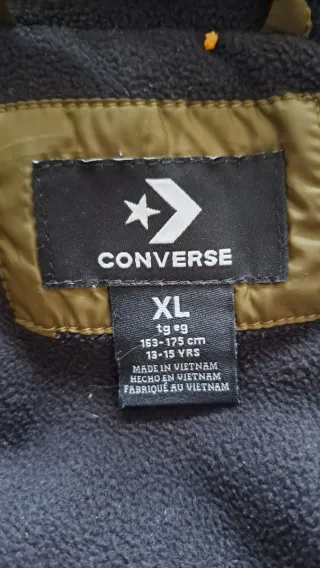 CONVERSE
XL
tg eg
163-175 cm
13-15 YRS
MADE IN VIETNAM
HECHO EN VIETNAM
FABRIQUÉ AU VIETNAM